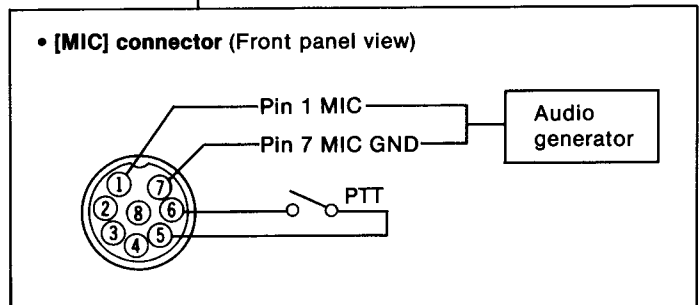 • [MIC] connector (Front panel view)
Pin 1 MIC
Pin 7 MIC GND
Audio
generator
PTT
1
7
2
8
6
3
4
5